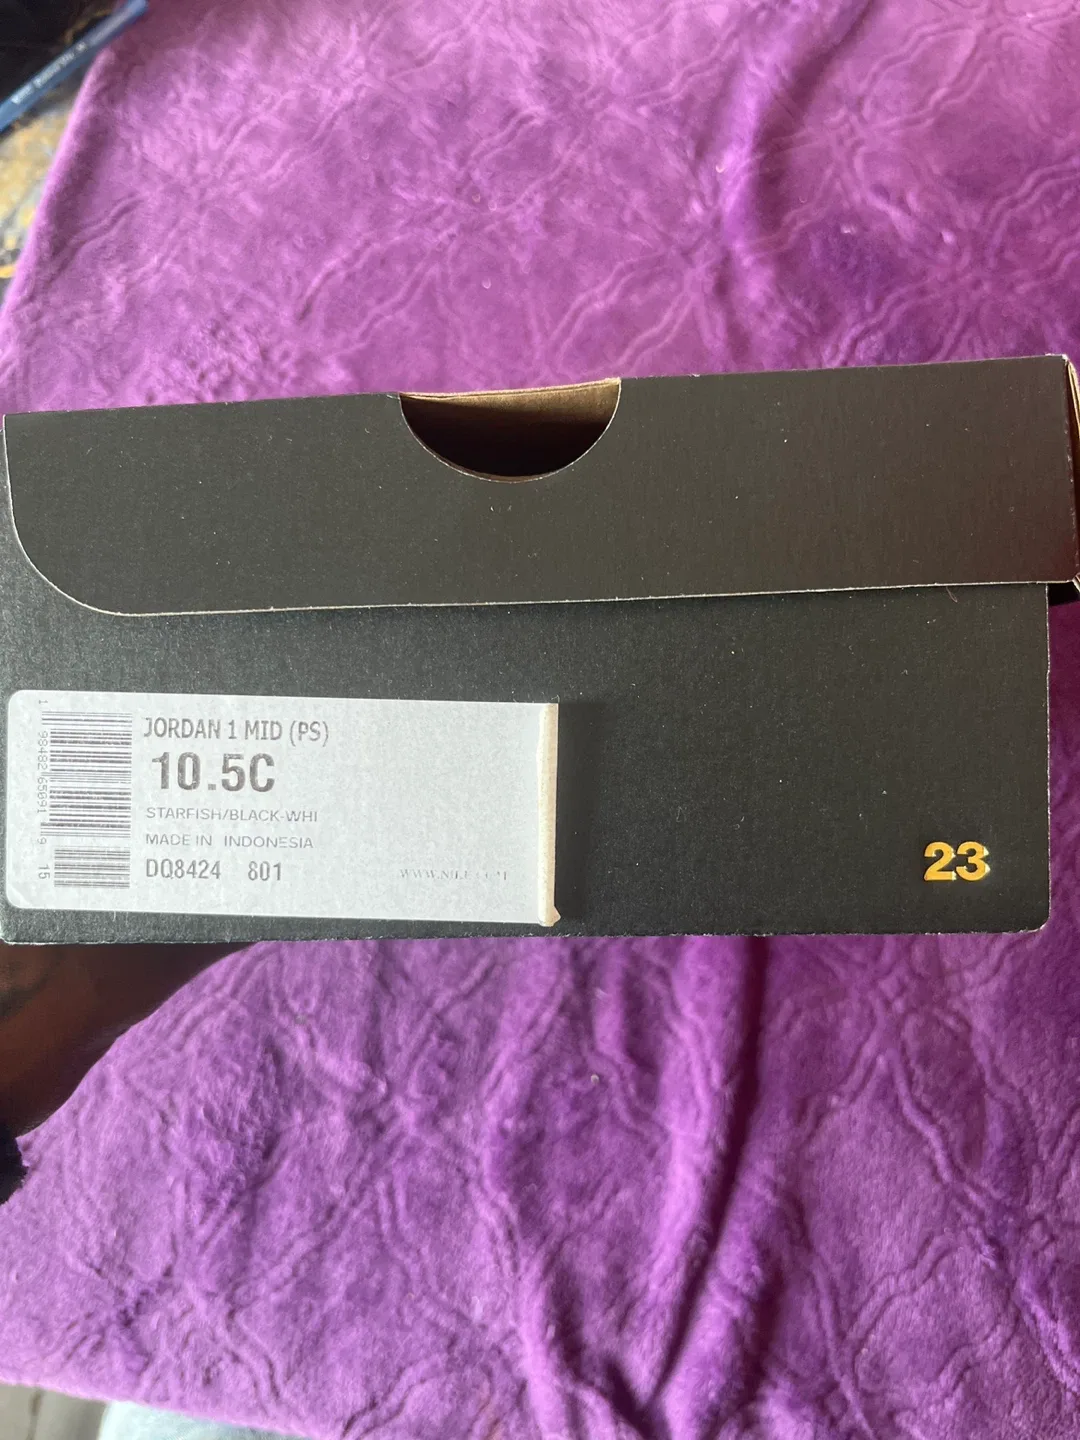 JORDAN 1 MID (PS)
10.5C
STARFISH/BLACK-WHI
MADE IN INDONESIA
DQ8424 801
23